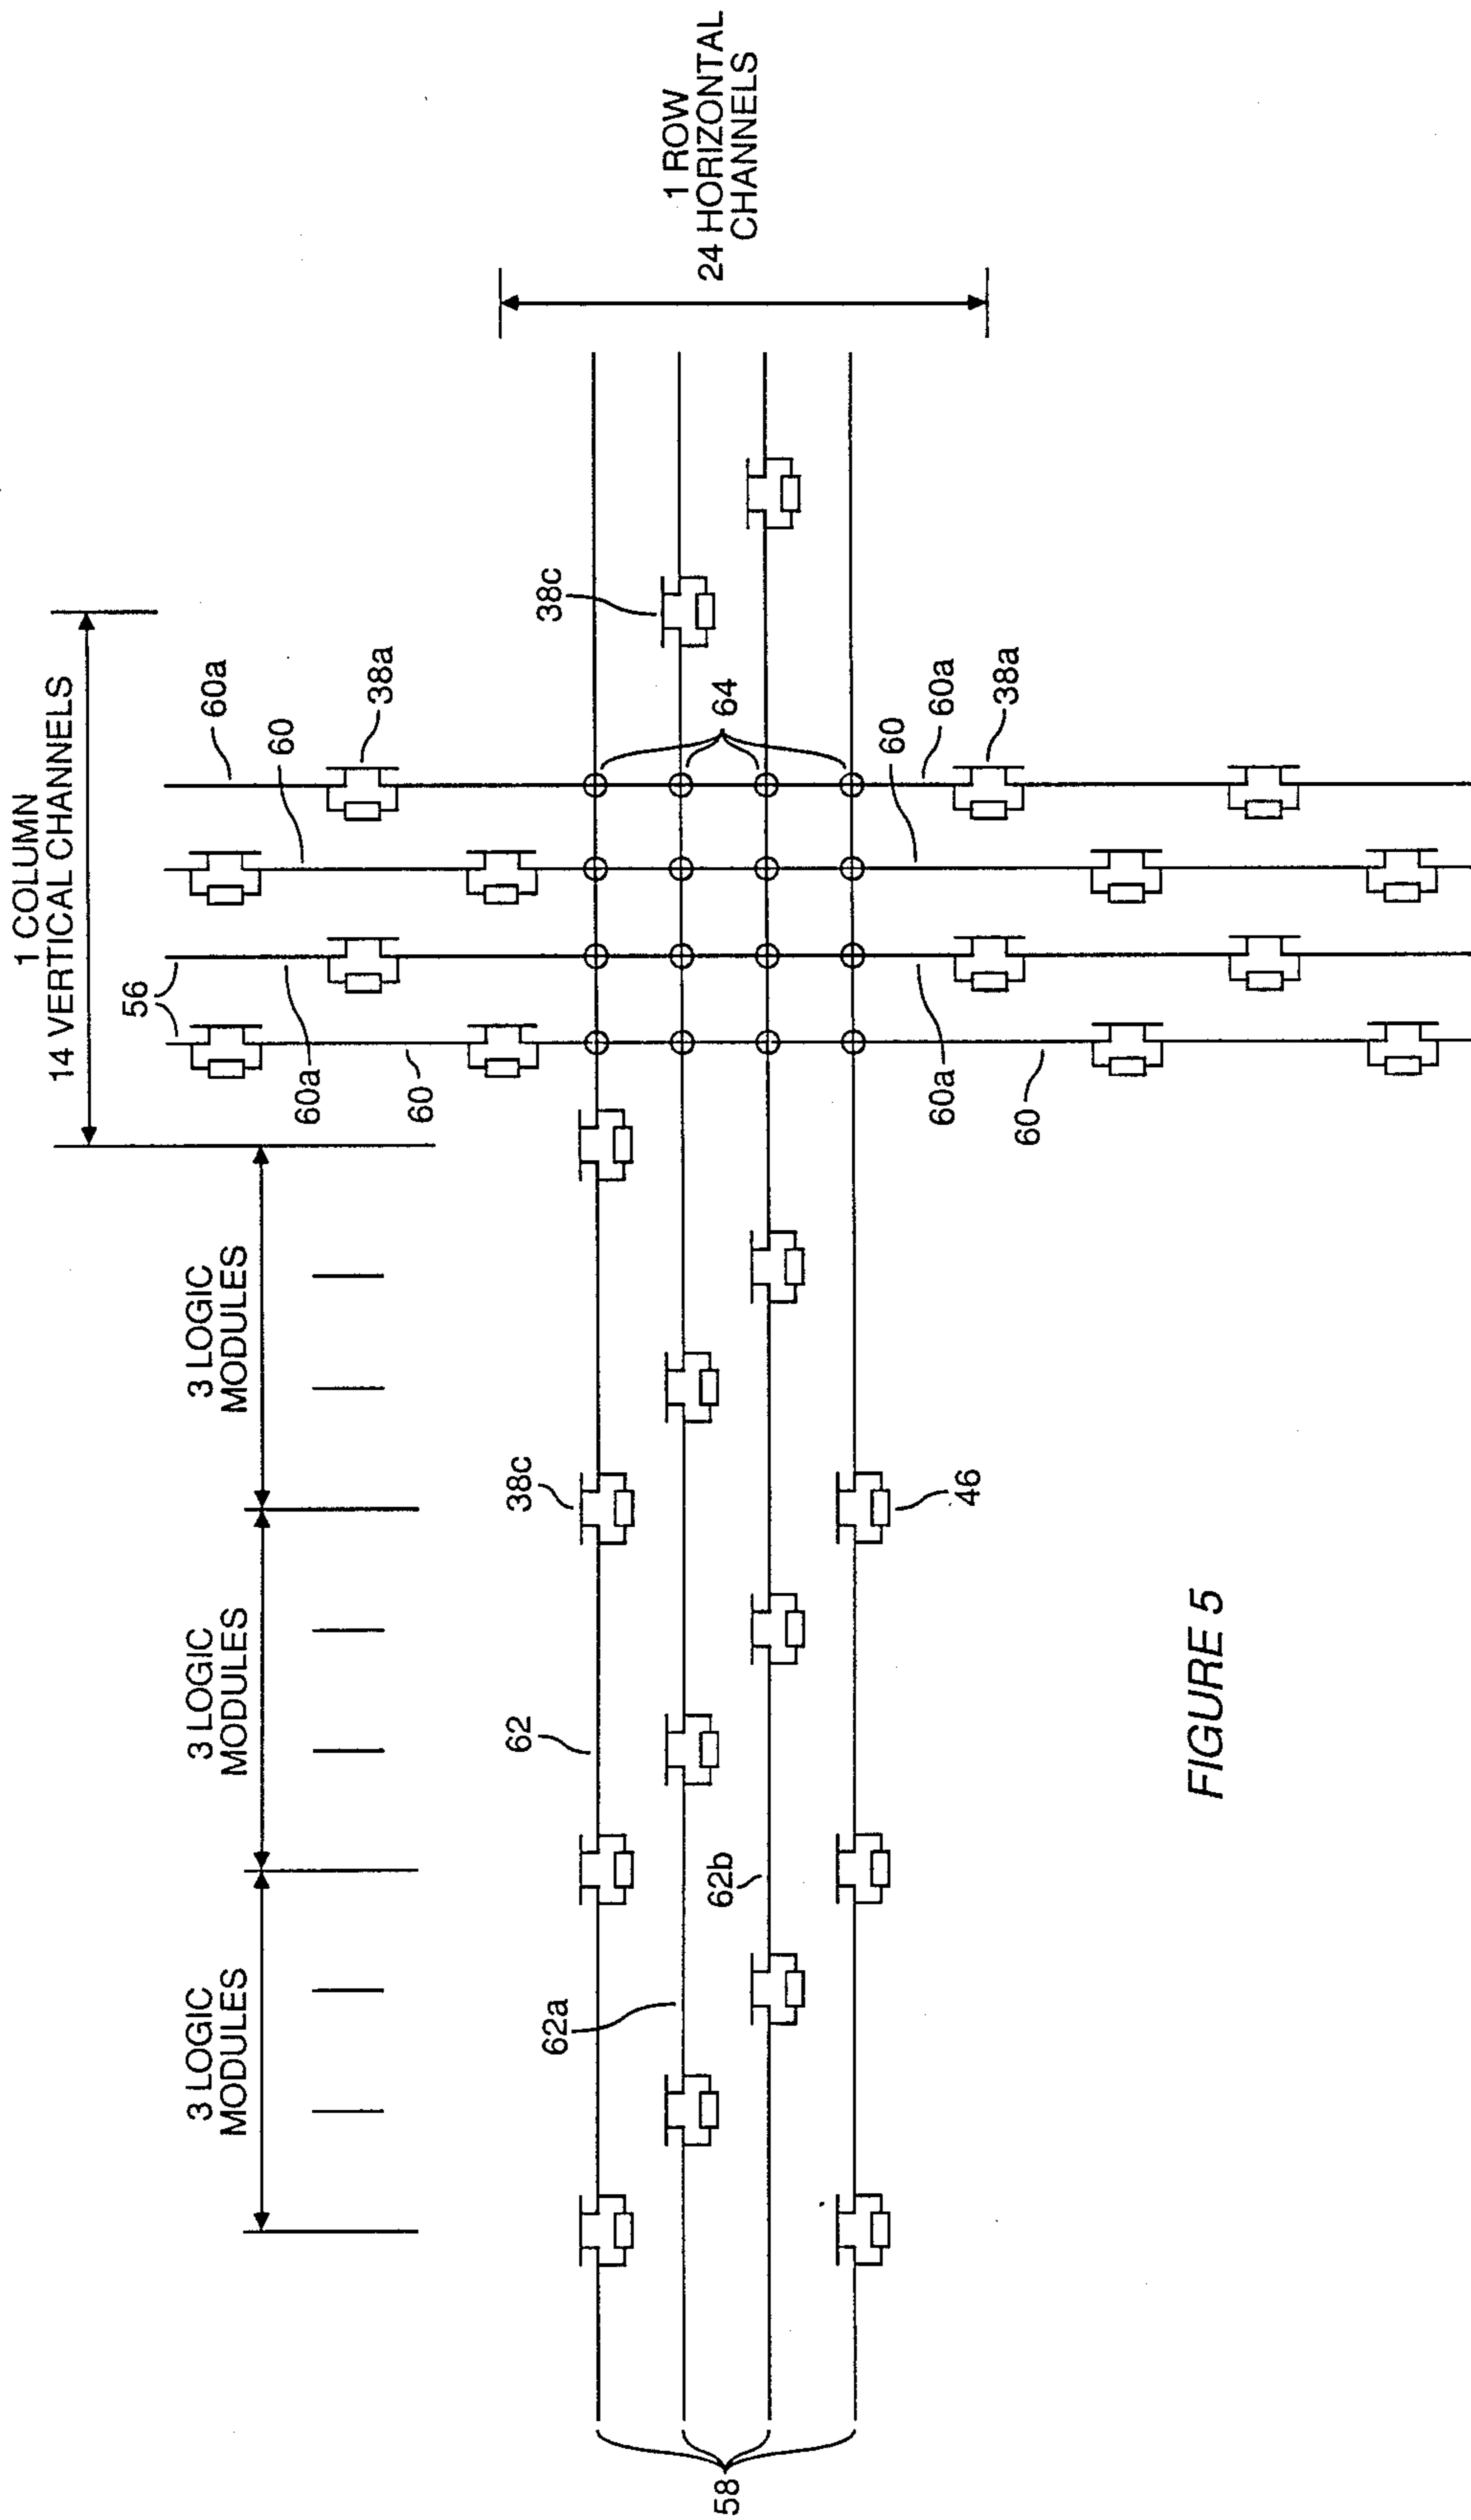 1 COLUMN
14 VERTICAL CHANNELS
3 LOGIC
MODULES
3 LOGIC
MODULES
3 LOGIC
MODULES
56
60a
60
60a
60
38a
38c
38c
62
62a
62b
64
46
58
60
60a
38a
60a
60
1 ROW
24 HORIZONTAL
CHANNELS
FIGURE 5